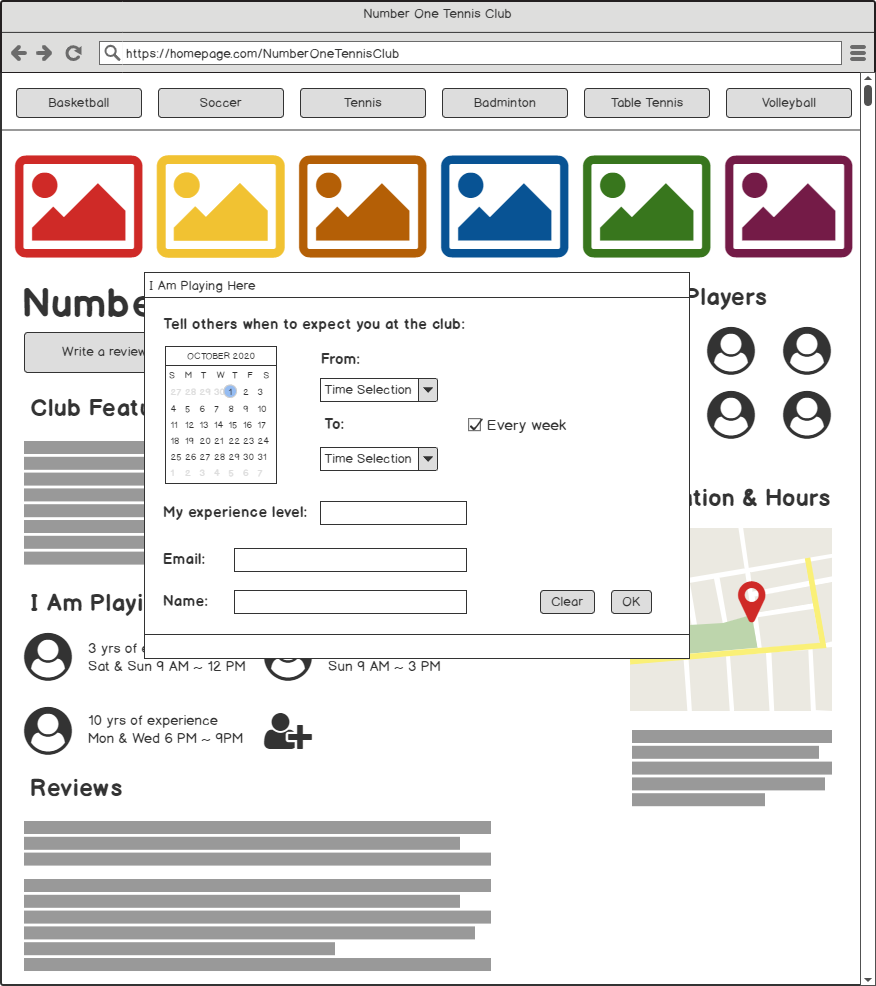 Number One Tennis Club
https://homepage.com/NumberOneTennisClub
Basketball Soccer Tennis Badminton Table Tennis Volleyball
Numbe
Players
I Am Playing Here
Tell others when to expect you at the club:
Write a review
OCTOBER 2020
S M T W T F S
27 28 29 30 1 2 3
4 5 6 7 8 9 10
11 12 13 14 15 16 17
18 19 20 21 22 23 24
25 26 27 28 29 30 31
1 2 3 4 5 6 7
From:
Time Selection
To:
Every week
Time Selection
Club Featu
ation & Hours
My experience level:
Email:
Name:
Clear OK
I Am Playi
3 yrs of e
Sat & Sun 9 AM ~ 12 PM
Sun 9 AM ~ 3 PM
10 yrs of experience
Mon & Wed 6 PM ~ 9PM
Reviews